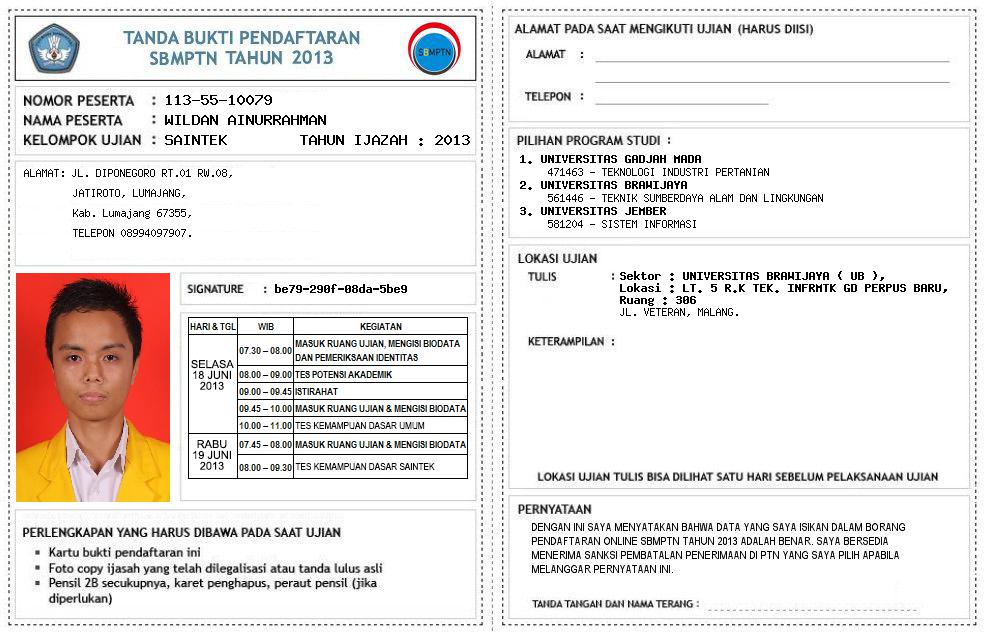 TANDA BUKTI PENDAFTARAN
SBMPTN TAHUN 2013
SBMPTN
NOMOR PESERTA : 113-55-10079
NAMA PESERTA : WILDAN AINURRAHMAN
KELOMPOK UJIAN : SAINTEK TAHUN IJAZAH : 2013
ALAMAT: JL. DIPONEGORO RT.01 RW.08,
JATIROTO, LUMAJANG,
Kab. Lumajang 67355,
TELEPON 08994097907.
SIGNATURE : be79-290f-08da-5be9
HARI & TGL WIB KEGIATAN
SELASA 18 JUNI 2013
07.30 – 08.00 MASUK RUANG UJIAN, MENGISI BIODATA
DAN PEMERIKSAAN IDENTITAS
08.00 – 09.00 TES POTENSI AKADEMIK
09.00 – 09.45 ISTIRAHAT
09.45 – 10.00 MASUK RUANG UJIAN & MENGISI BIODATA
10.00 – 11.00 TES KEMAMPUAN DASAR UMUM
RABU 19 JUNI 2013
07.45 – 08.00 MASUK RUANG UJIAN & MENGISI BIODATA
08.00 – 09.30 TES KEMAMPUAN DASAR SAINTEK
PERLENGKAPAN YANG HARUS DIBAWA PADA SAAT UJIAN
▪ Kartu bukti pendaftaran ini
▪ Foto copy ijasah yang telah dilegalisasi atau tanda lulus asli
▪ Pensil 2B secukupnya, karet penghapus, peraut pensil (jika
diperlukan)
ALAMAT PADA SAAT MENGIKUTI UJIAN (HARUS DIISI)
ALAMAT :
TELEPON :
PILIHAN PROGRAM STUDI :
1. UNIVERSITAS GADJAH MADA
471463 - TEKNOLOGI INDUSTRI PERTANIAN
2. UNIVERSITAS BRAWIJAYA
561446 - TEKNIK SUMBERDAYA ALAM DAN LINGKUNGAN
3. UNIVERSITAS JEMBER
581204 - SISTEM INFORMASI
LOKASI UJIAN
TULIS : Sektor : UNIVERSITAS BRAWIJAYA ( UB ),
Lokasi : LT. 5 R.K TEK. INFRMTK GD PERPUS BARU,
Ruang : 306
JL. VETERAN, MALANG.
KETERAMPILAN :
LOKASI UJIAN TULIS BISA DILIHAT SATU HARI SEBELUM PELAKSANAAN UJIAN
PERNYATAAN
DENGAN INI SAYA MENYATAKAN BAHWA DATA YANG SAYA ISIKAN DALAM BORANG
PENDAFTARAN ONLINE SBMPTN TAHUN 2013 ADALAH BENAR. SAYA BERSEDIA
MENERIMA SANKSI PEMBATALAN PENERIMAAN DI PTN YANG SAYA PILIH APABILA
MELANGGAR PERNYATAAN INI.
TANDA TANGAN DAN NAMA TERANG :